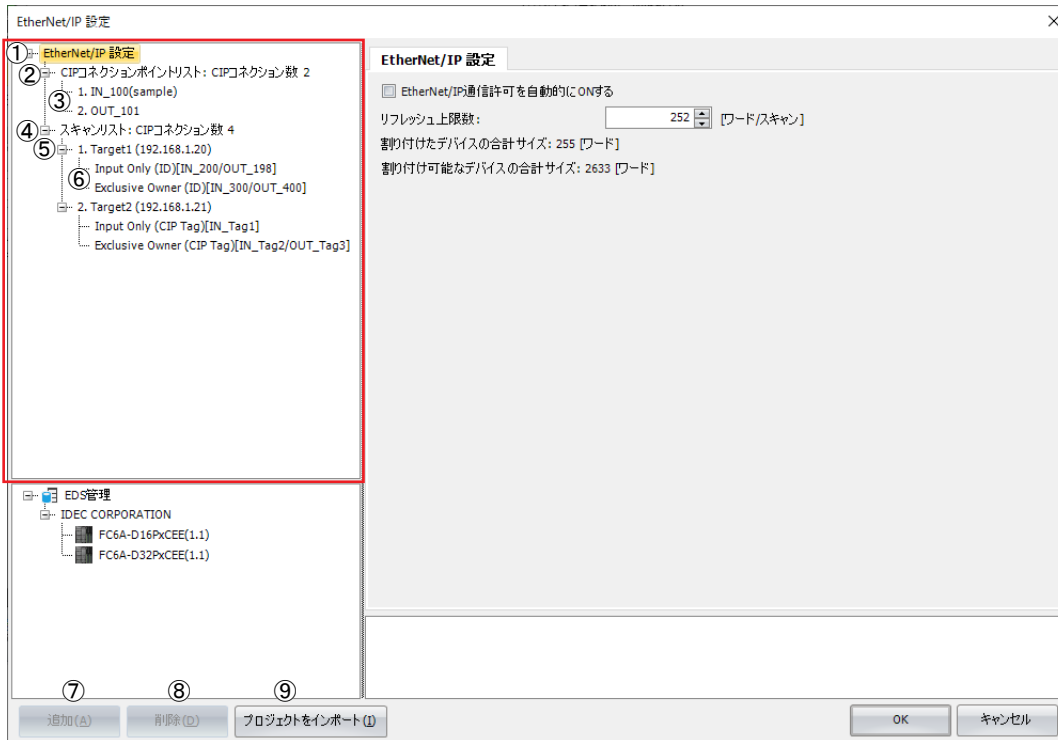 EtherNet/IP 設定
① EtherNet/IP 設定
② CIPコネクションポイントリスト: CIPコネクション数 2
③ 1. IN_100(sample)
2. OUT_101
④ スキャンリスト: CIPコネクション数 4
⑤ 1. Target1 (192.168.1.20)
⑥ Input Only (ID)[IN_200/OUT_198]
Exclusive Owner (ID)[IN_300/OUT_400]
2. Target2 (192.168.1.21)
Input Only (CIP Tag)[IN_Tag1]
Exclusive Owner (CIP Tag)[IN_Tag2/OUT_Tag3]
EtherNet/IP 設定
EtherNet/IP通信許可を自動的にONする
リフレッシュ上限数: 252 [ワード/スキャン]
割り付けたデバイスの合計サイズ: 255 [ワード]
割り付け可能なデバイスの合計サイズ: 2633 [ワード]
EDS管理
IDEC CORPORATION
FC6A-D16PxCEE(1.1)
FC6A-D32PxCEE(1.1)
⑦ ⑧ ⑨
追加(A) 削除(D) プロジェクトをインポート(I) OK キャンセル